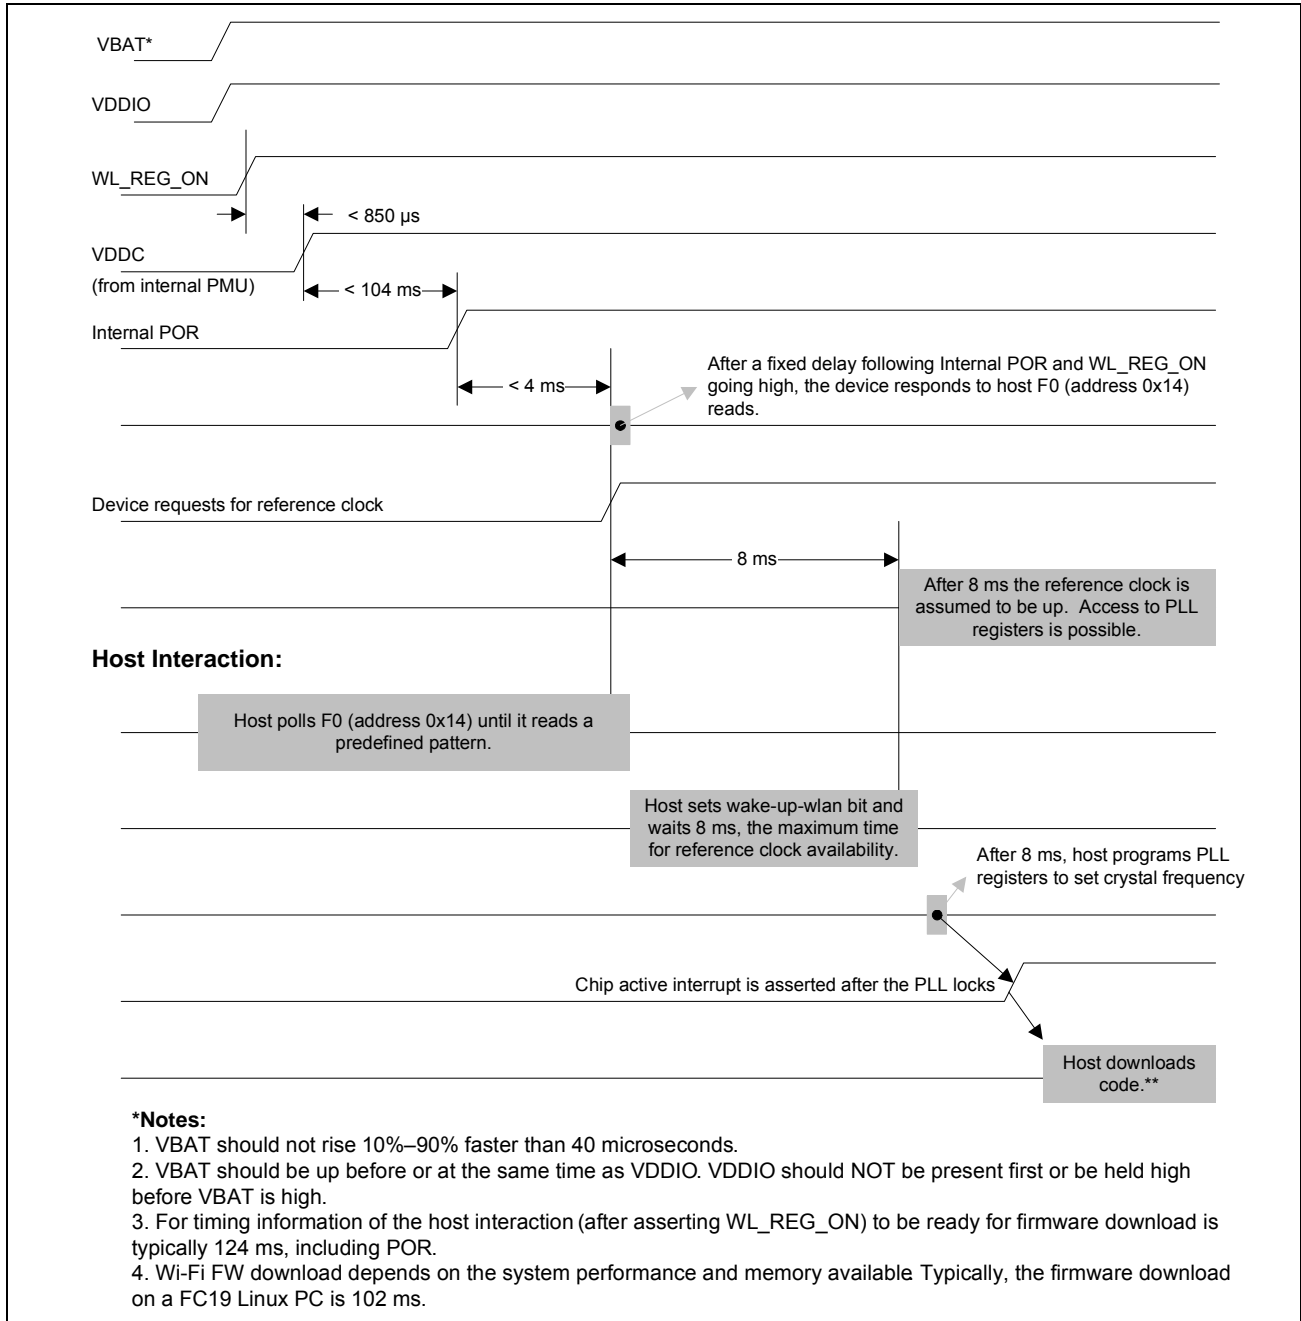 VBAT*
VDDIO
WL_REG_ON
< 850 µs
VDDC
(from internal PMU)
< 104 ms
Internal POR
After a fixed delay following Internal POR and WL_REG_ON
going high, the device responds to host F0 (address 0x14)
reads.
< 4 ms
Device requests for reference clock
8 ms
After 8 ms the reference clock is
assumed to be up. Access to PLL
registers is possible.
Host Interaction:
Host polls F0 (address 0x14) until it reads a
predefined pattern.
Host sets wake-up-wlan bit and
waits 8 ms, the maximum time
for reference clock availability.
After 8 ms, host programs PLL
registers to set crystal frequency
Chip active interrupt is asserted after the PLL locks
Host downloads
code.**
*Notes:
1. VBAT should not rise 10%–90% faster than 40 microseconds.
2. VBAT should be up before or at the same time as VDDIO. VDDIO should NOT be present first or be held high
before VBAT is high.
3. For timing information of the host interaction (after asserting WL_REG_ON) to be ready for firmware download is
typically 124 ms, including POR.
4. Wi-Fi FW download depends on the system performance and memory available. Typically, the firmware download
on a FC19 Linux PC is 102 ms.